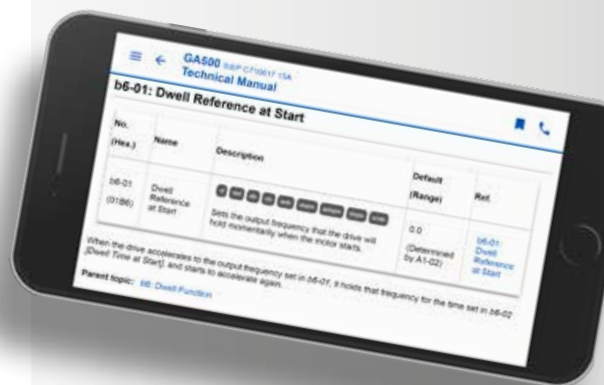 GA500 SIEP C710617 15A
Technical Manual
b6-01: Dwell Reference at Start
No.
(Hex.)
Name
Description
Default
(Range)
Ref.
b6-01
(01B6)
Dwell
Reference
at Start
Sets the output frequency that the drive will
hold momentarily when the motor starts.
0.0
(Determined
by A1-02)
b6-01:
Dwell
Reference
at Start
When the drive accelerates to the output frequency set in b6-01, it holds that frequency for the time set in b6-02
[Dwell Time at Start], and starts to accelerate again.
Parent topic: b6: Dwell Function